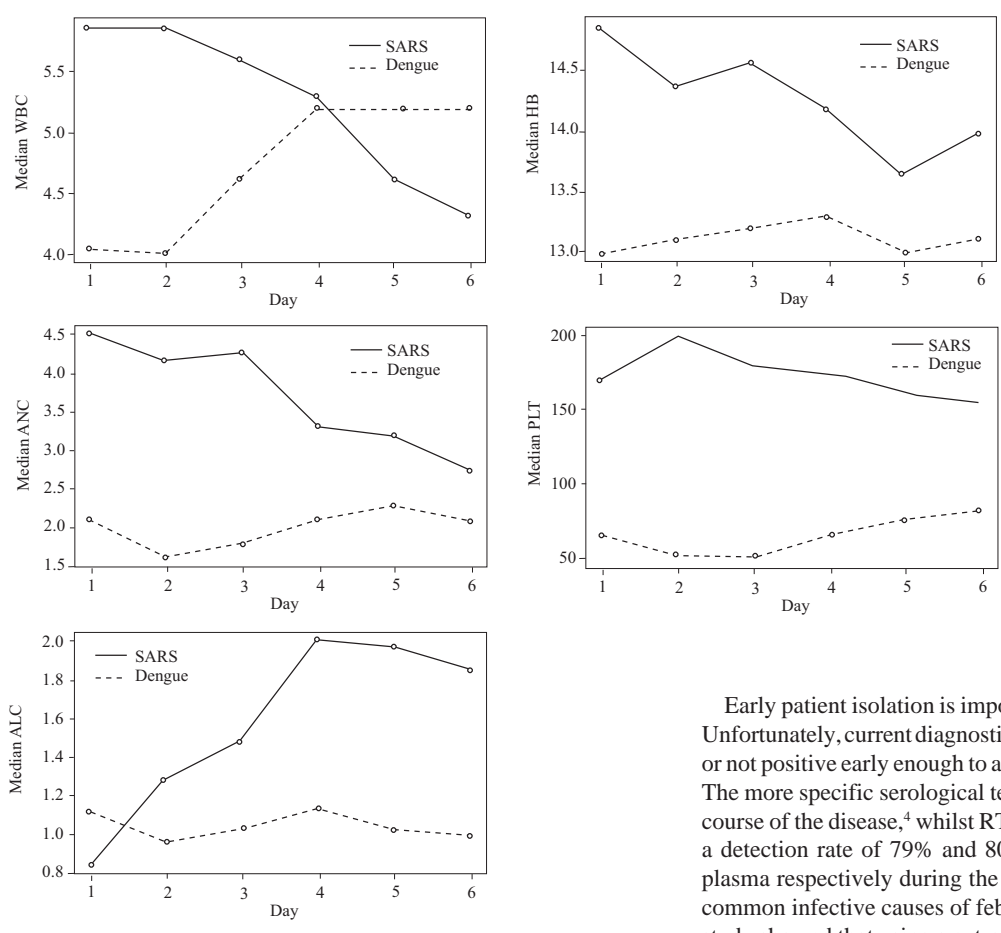 5.5
5.0
4.5
4.0
Median WBC
SARS
Dengue
1 2 3 4 5 6
Day
14.5
14.0
13.5
13.0
Median HB
SARS
Dengue
1 2 3 4 5 6
Day
4.5
4.0
3.5
3.0
2.5
2.0
1.5
Median ANC
SARS
Dengue
1 2 3 4 5 6
Day
200
150
100
50
Median PLT
SARS
Dengue
1 2 3 4 5 6
Day
2.0
1.8
1.6
1.4
1.2
1.0
0.8
Median ALC
SARS
Dengue
1 2 3 4 5 6
Day
Early patient isolation is impo
Unfortunately, current diagnosti
or not positive early enough to a
The more specific serological te
course of the disease,4 whilst RT
a detection rate of 79% and 80
plasma respectively during the
common infective causes of feb